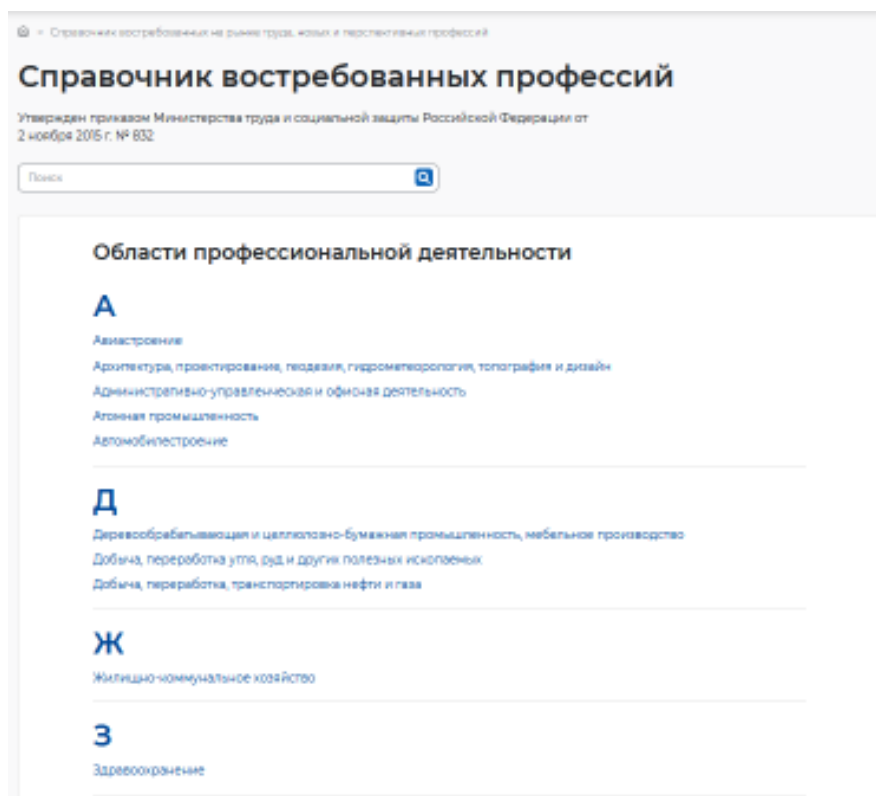 Справочник востребованных на рынке труда, новых и перспективных профессий
Справочник востребованных профессий
Утвержден приказом Министерства труда и социальной защиты Российской Федерации от
2 ноября 2015 г. № 832
Поиск
Области профессиональной деятельности
А
Авиастроение
Архитектура, проектирование, геодезия, гидрометеорология, топография и дизайн
Административно-управленческая и офисная деятельность
Атомная промышленность
Автомобилестроение
Д
Деревообрабатывающая и целлюлозно-бумажная промышленность, мебельное производство
Добыча, переработка угля, руд и других полезных ископаемых
Добыча, переработка, транспортировка нефти и газа
Ж
Жилищно-коммунальное хозяйство
З
Здравоохранение